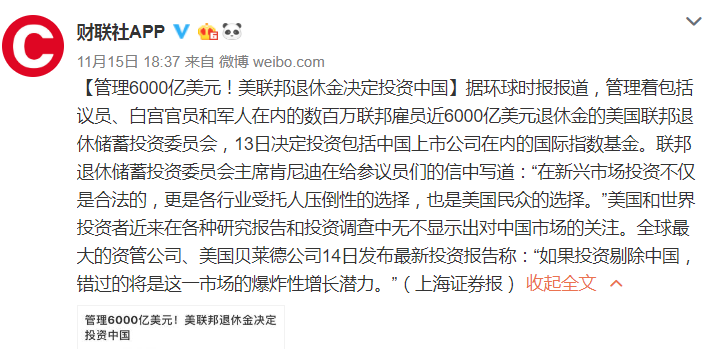 财联社APP
11月15日 18:37 来自 微博 weibo.com
【管理6000亿美元！美联邦退休金决定投资中国】据环球时报报道，管理着包括
议员、白宫官员和军人在内的数百万联邦雇员近6000亿美元退休金的美国联邦退
休储蓄投资委员会，13日决定投资包括中国上市公司在内的国际指数基金。联邦
退休储蓄投资委员会主席肯尼迪在给参议员们的信中写道：“在新兴市场投资不仅
是合法的，更是各行业受托人压倒性的选择，也是美国民众的选择。”美国和世界
投资者近来在各种研究报告和投资调查中无不显示出对中国市场的关注。全球最
大的资管公司、美国贝莱德公司14日发布最新投资报告称：“如果投资剔除中国，
错过的将是这一市场的爆炸性增长潜力。”（上海证券报） 收起全文
管理6000亿美元！美联邦退休金决定
投资中国